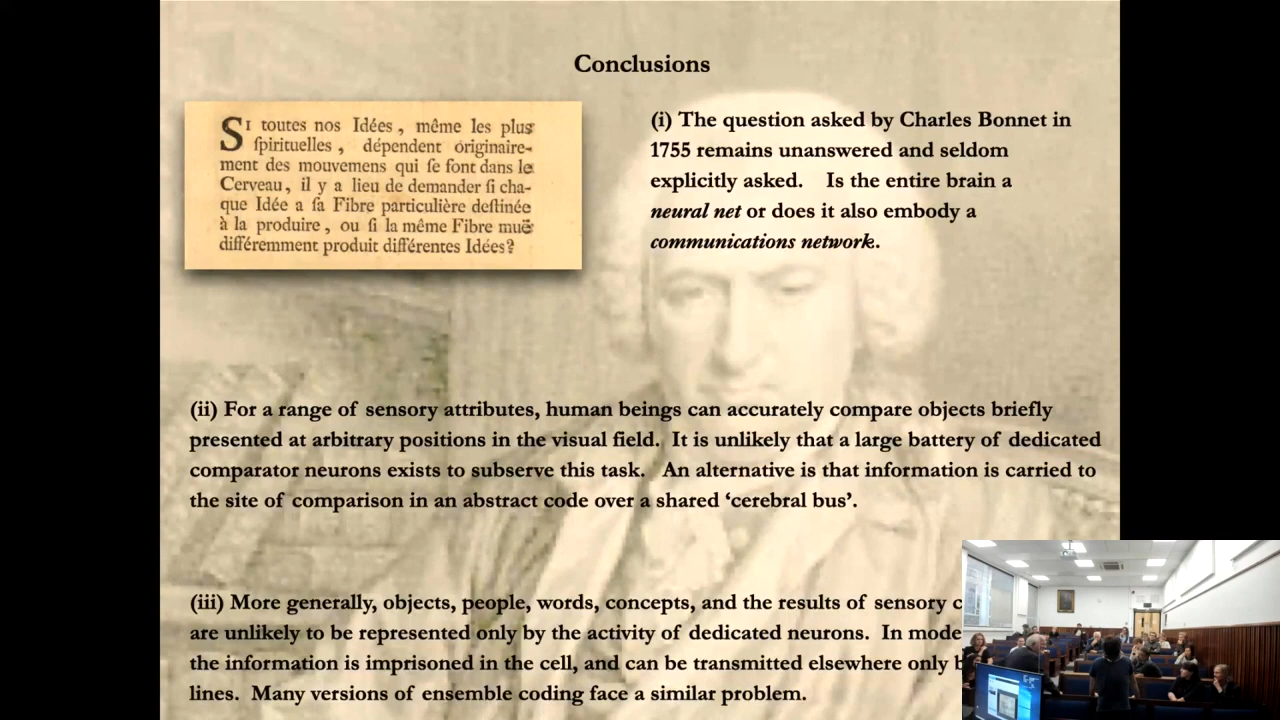 Conclusions
SI toutes nos Idées, même les plus
ſpirituelles, dépendent originaire-
ment des mouvemens qui ſe font dans le
Cerveau, il y a lieu de demander ſi cha-
que Idée a ſa Fibre particulière deſtinée
à la produire, ou ſi la même Fibre muë
différemment produit différentes Idées?
(i) The question asked by Charles Bonnet in
1755 remains unanswered and seldom
explicitly asked. Is the entire brain a
neural net or does it also embody a
communications network.
(ii) For a range of sensory attributes, human beings can accurately compare objects briefly
presented at arbitrary positions in the visual field. It is unlikely that a large battery of dedicated
comparator neurons exists to subserve this task. An alternative is that information is carried to
the site of comparison in an abstract code over a shared ‘cerebral bus’.
(iii) More generally, objects, people, words, concepts, and the results of sensory
are unlikely to be represented only by the activity of dedicated neurons. In
the information is imprisoned in the cell, and can be transmitted elsewhere only
lines. Many versions of ensemble coding face a similar problem.